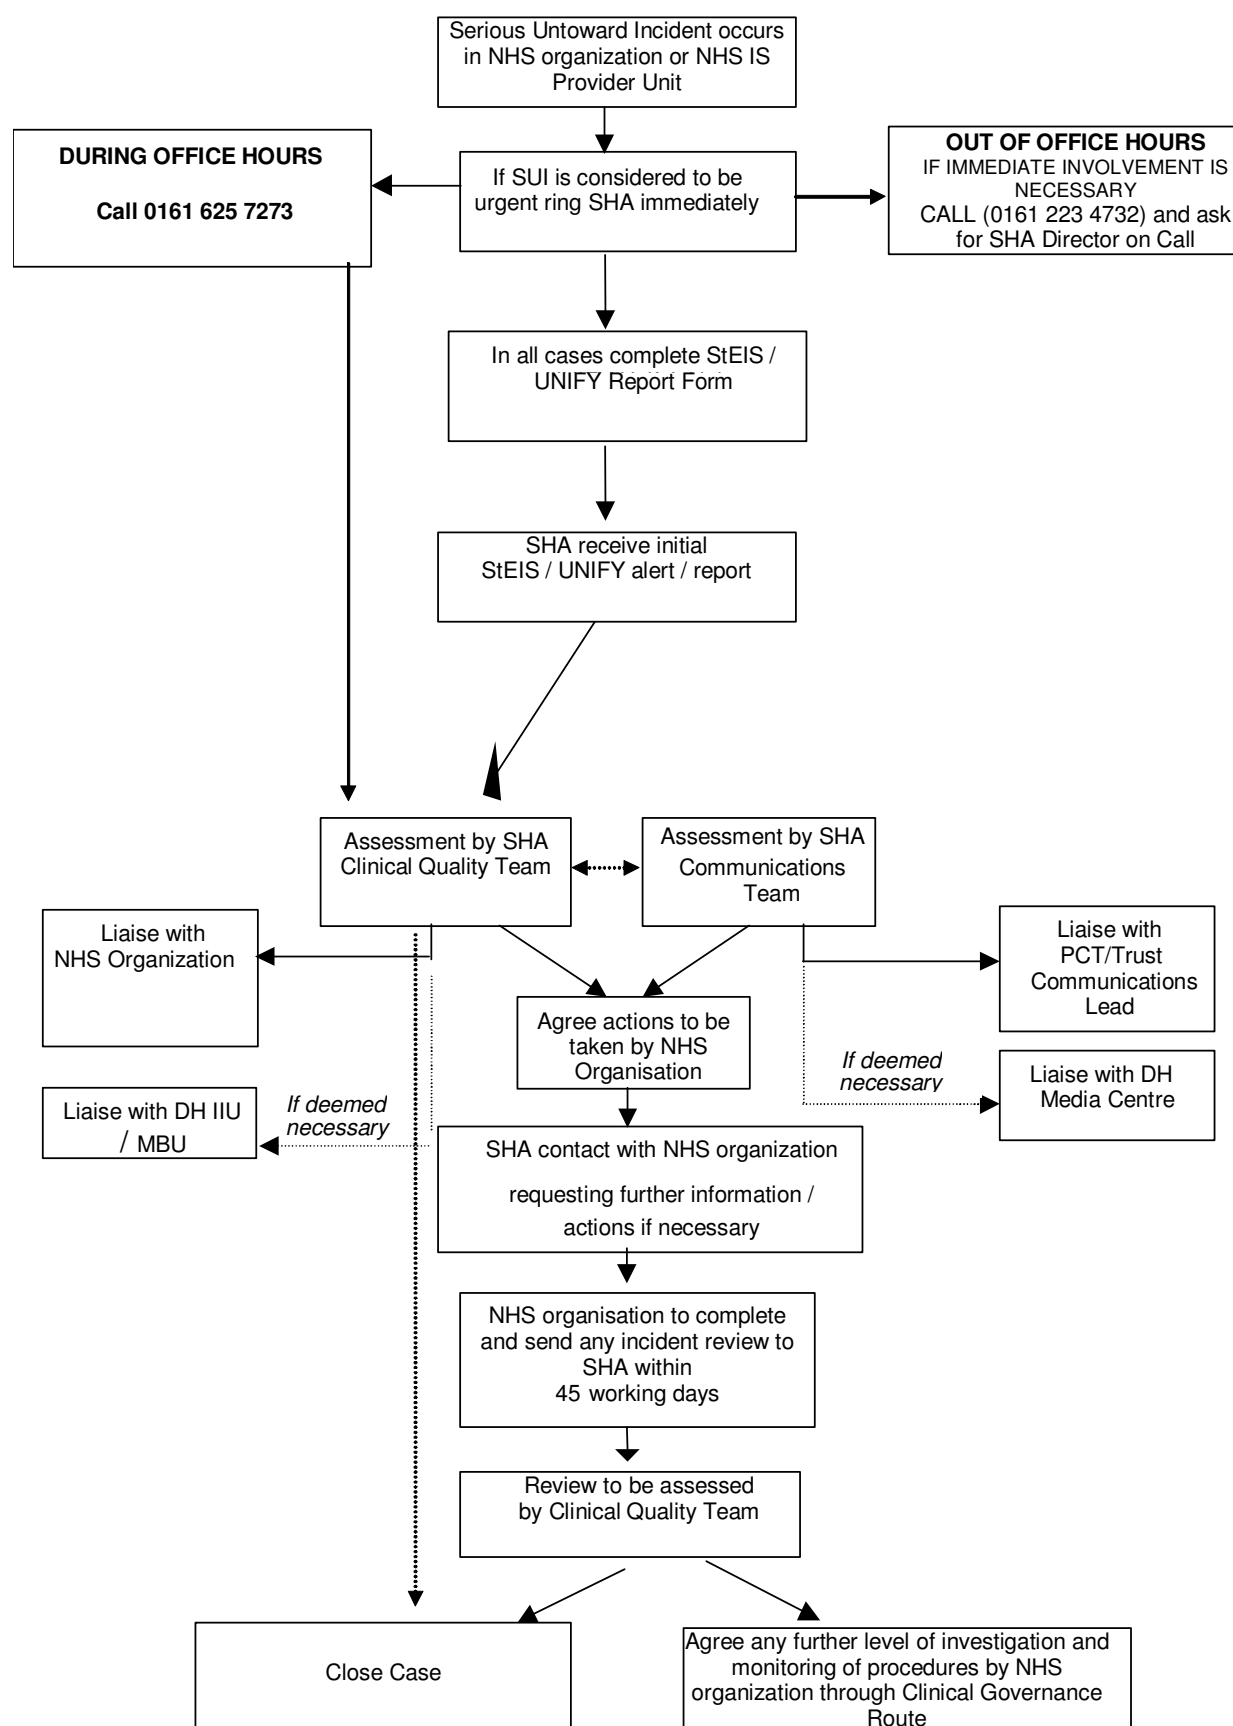 Serious Untoward Incident occurs
in NHS organization or NHS IS
Provider Unit
DURING OFFICE HOURS
Call 0161 625 7273
If SUI is considered to be
urgent ring SHA immediately
OUT OF OFFICE HOURS
IF IMMEDIATE INVOLVEMENT IS
NECESSARY
CALL (0161 223 4732) and ask
for SHA Director on Call
In all cases complete StEIS /
UNIFY Report Form
SHA receive initial
StEIS / UNIFY alert / report
Assessment by SHA
Clinical Quality Team
Assessment by SHA
Communications
Team
Liaise with
NHS Organization
Liaise with
PCT/Trust
Communications
Lead
Agree actions to be
taken by NHS
Organisation
If deemed
necessary
Liaise with DH
Media Centre
Liaise with DH IIU
/ MBU
If deemed
necessary
SHA contact with NHS organization
requesting further information /
actions if necessary
NHS organisation to complete
and send any incident review to
SHA within
45 working days
Review to be assessed
by Clinical Quality Team
Close Case
Agree any further level of investigation and
monitoring of procedures by NHS
organization through Clinical Governance
Route